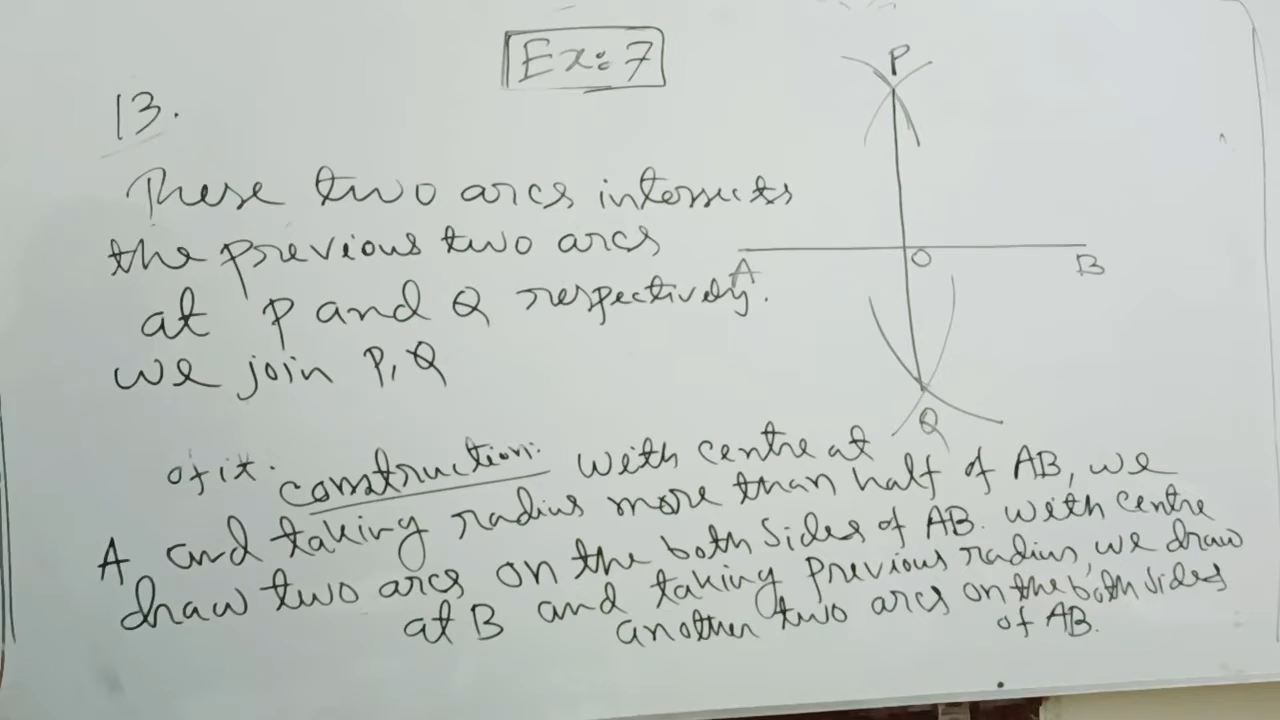 Ex: 7
13.
These two arcs intersects
the previous two arcs
at P and Q respectively.
we join P, Q
P
A
O
B
Q
of it. construction: with centre at
A and taking radius more than half of AB, we
draw two arcs on the both sides of AB. with centre
at B and taking previous radius, we draw
another two arcs on the both sides
of AB.